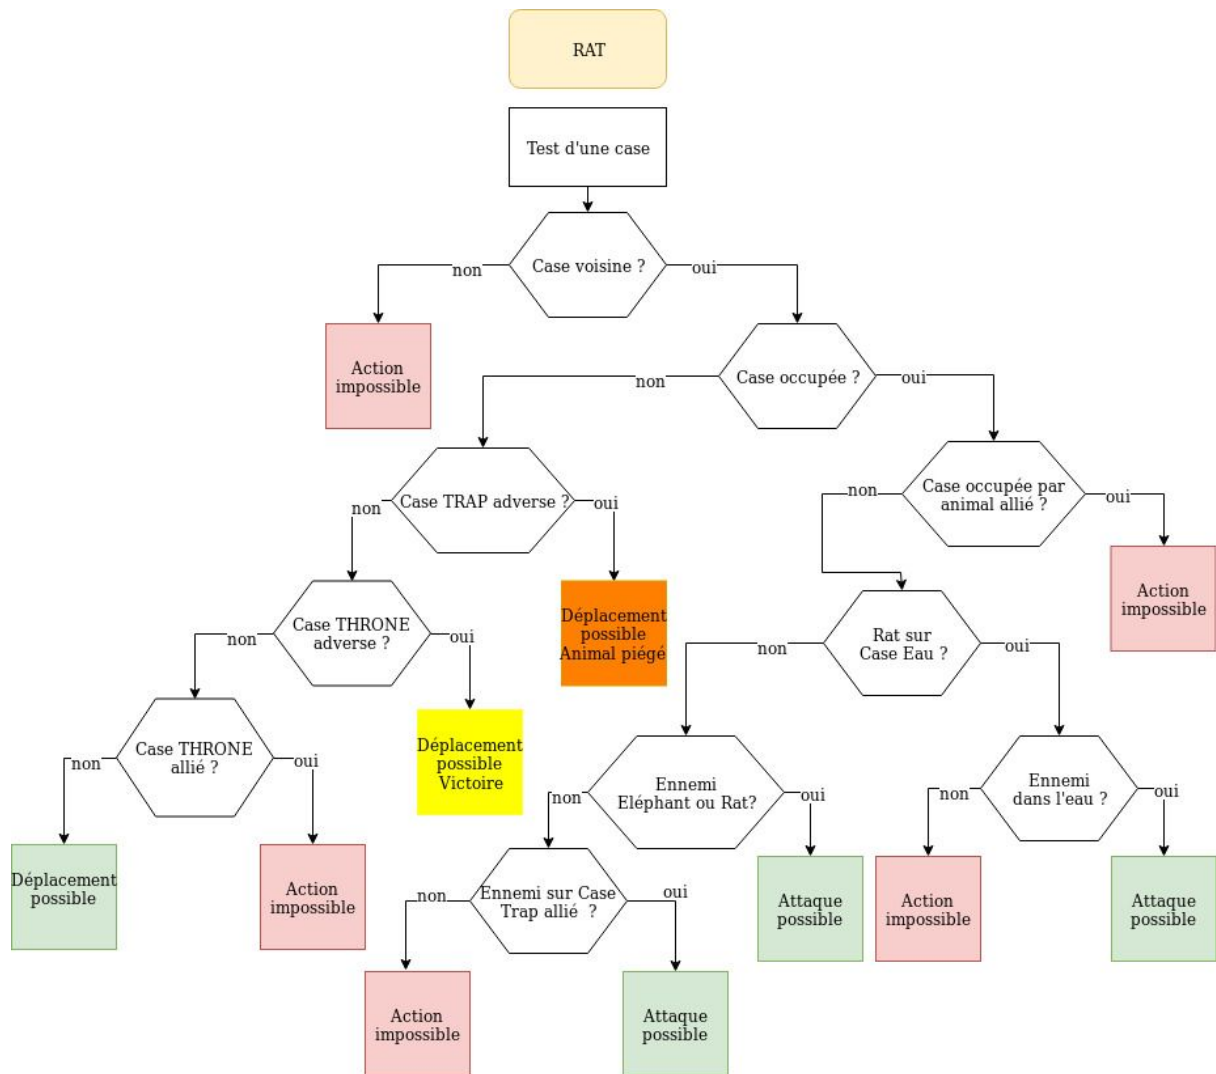 RAT
Test d'une case
Case voisine ?
non
oui
Action
impossible
Case occupée ?
non
oui
Case TRAP adverse ?
non
oui
Case occupée par
animal allié ?
non
oui
Déplacement
possible
Animal piégé
Action
impossible
Case THRONE
adverse ?
non
oui
Rat sur
Case Eau ?
non
oui
Case THRONE
allié ?
non
oui
Déplacement
possible
Victoire
Ennemi
Eléphant ou Rat?
non
oui
Ennemi
dans l'eau ?
non
oui
Déplacement
possible
Action
impossible
Ennemi sur Case
Trap allié ?
non
oui
Attaque
possible
Action
impossible
Attaque
possible
Action
impossible
Attaque
possible